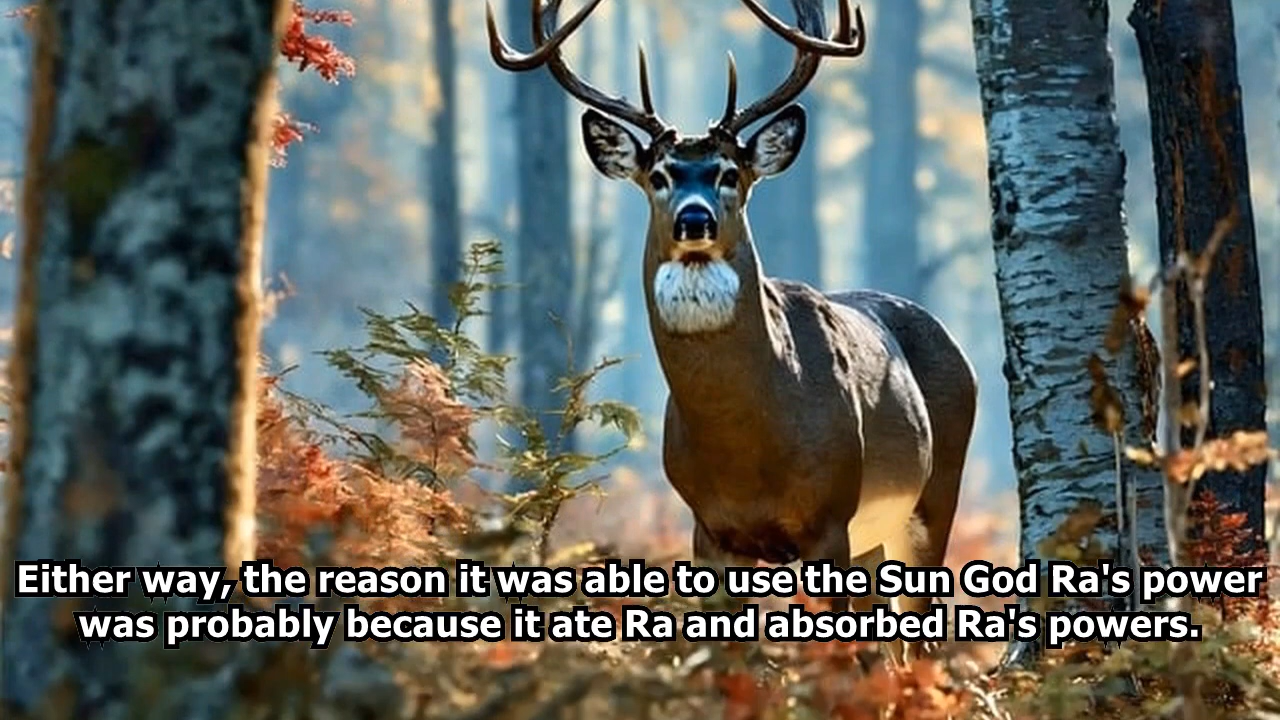 Either way, the reason it was able to use the Sun God Ra's power
was probably because it ate Ra and absorbed Ra's powers.